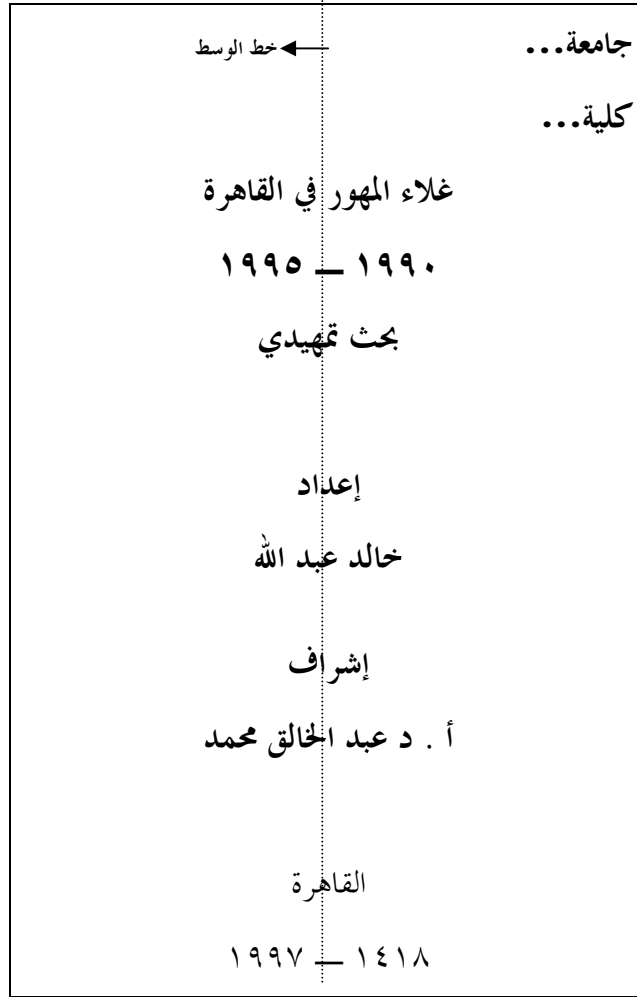 جامعة...
خط الوسط
كلية...
غلاء المهور في القاهرة
١٩٩٠ ــ ١٩٩٥
بحث تمهيدي
إعداد
خالد عبد الله
إشراف
أ . د عبد الخالق محمد
القاهرة
١٤١٨ ــ ١٩٩٧